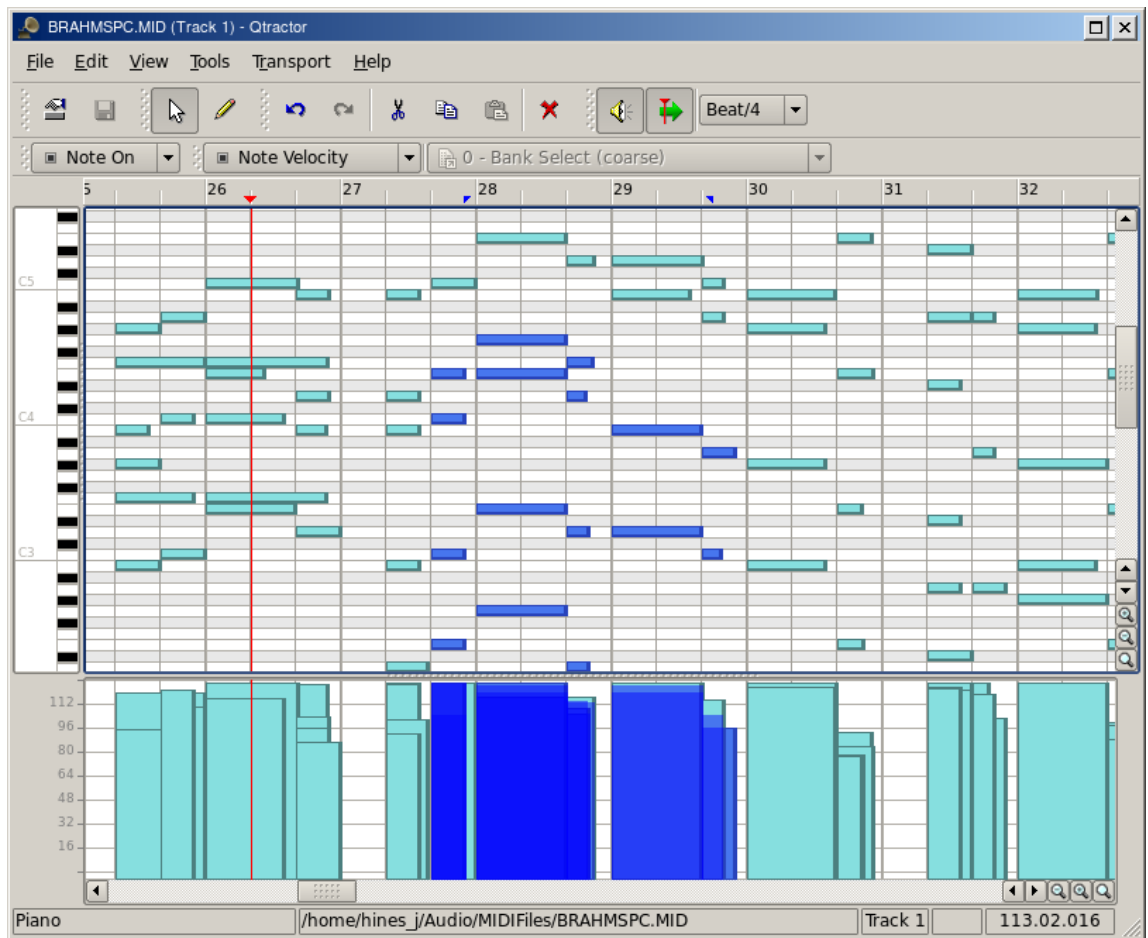 BRAHMSPC.MID (Track 1) - Qtractor
File Edit View Tools Transport Help
Beat/4
Note On Note Velocity 0 - Bank Select (coarse)
5 26 27 28 29 30 31 32
C5
C4
C3
112
96
80
64
48
32
16
Piano /home/hines_j/Audio/MIDIFiles/BRAHMSPC.MID Track 1 113.02.016